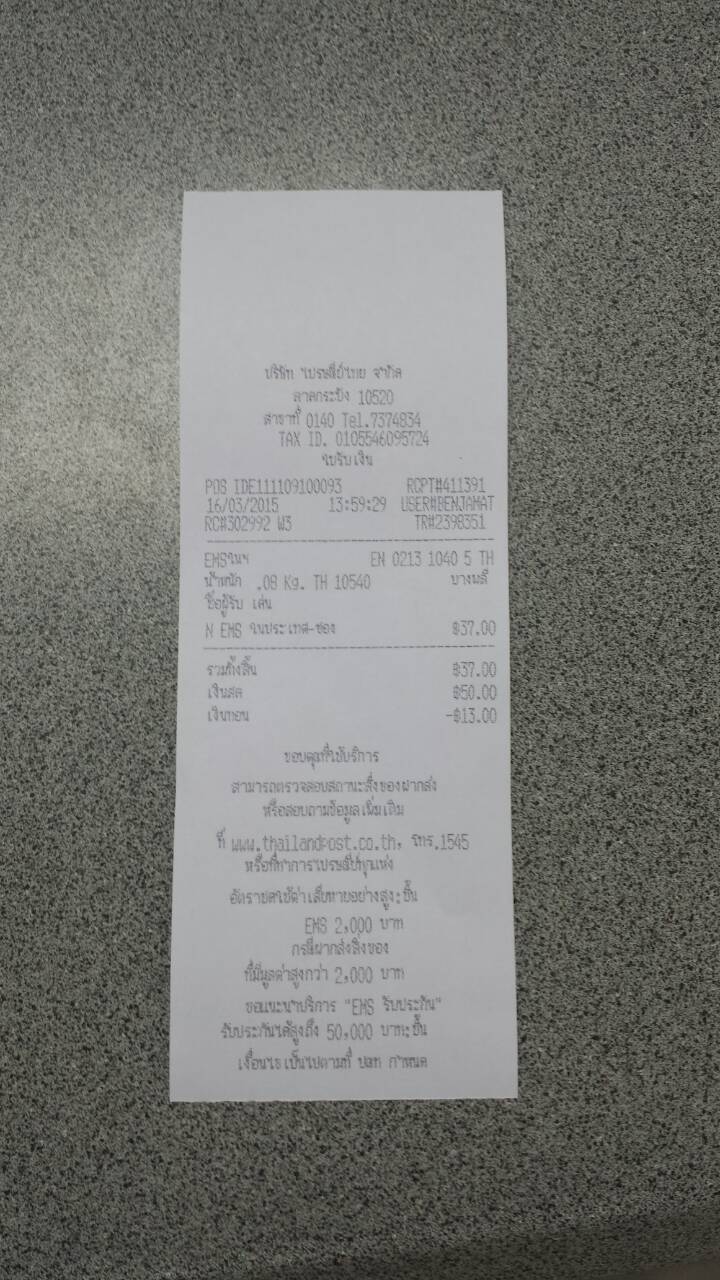 บริษัท ไปรษณีย์ไทย จำกัด
ลาดกระบัง 10520
สาขาที่ 0140 Tel.7374834
TAX ID. 0105546095724
ใบรับเงิน
POS IDE111109100093 RCPT#411391
16/03/2015 13:59:29 USER#BENJAMAT
RC#302992 W3 TR#2398351
EMSในฯ EN 0213 1040 5 TH
น้ำหนัก .08 Kg. TH 10540 บางพลี
ชื่อผู้รับ เล่น
N EMS ในประเทศ-ซอง ฿37.00
รวมทั้งสิ้น ฿37.00
เงินสด ฿50.00
เงินทอน -฿13.00
ขอบคุณที่ใช้บริการ
สามารถตรวจสอบสถานะสิ่งของฝากส่ง
หรือสอบถามข้อมูลเพิ่มเติม
ที่ www.thailandpost.co.th, โทร.1545
หรือที่ทำการไปรษณีย์ทุกแห่ง
อัตราชดใช้ค่าเสียหายอย่างสูง:ชิ้น
EMS 2,000 บาท
กรณีฝากส่งสิ่งของ
ที่มีมูลค่าสูงกว่า 2,000 บาท
ขอแนะนำบริการ "EMS รับประกัน"
รับประกันได้สูงถึง 50,000 บาท:ชิ้น
เงื่อนไขเป็นไปตามที่ ปณท กำหนด